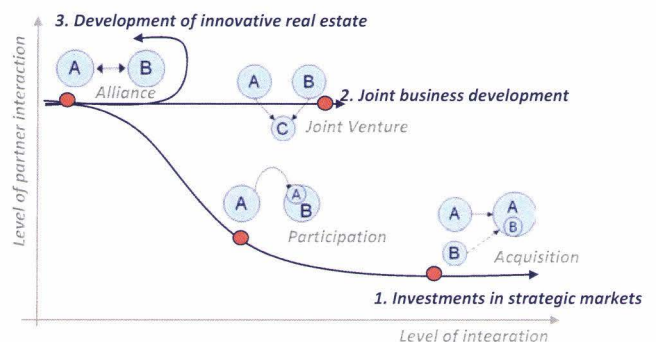 3. Development of innovative real estate
A
B
Alliance
A
B
2. Joint business development
C
Joint Venture
A
A
B
Participation
A
A
B
B
Acquisition
1. Investments in strategic markets
Level of partner interaction
Level of integration